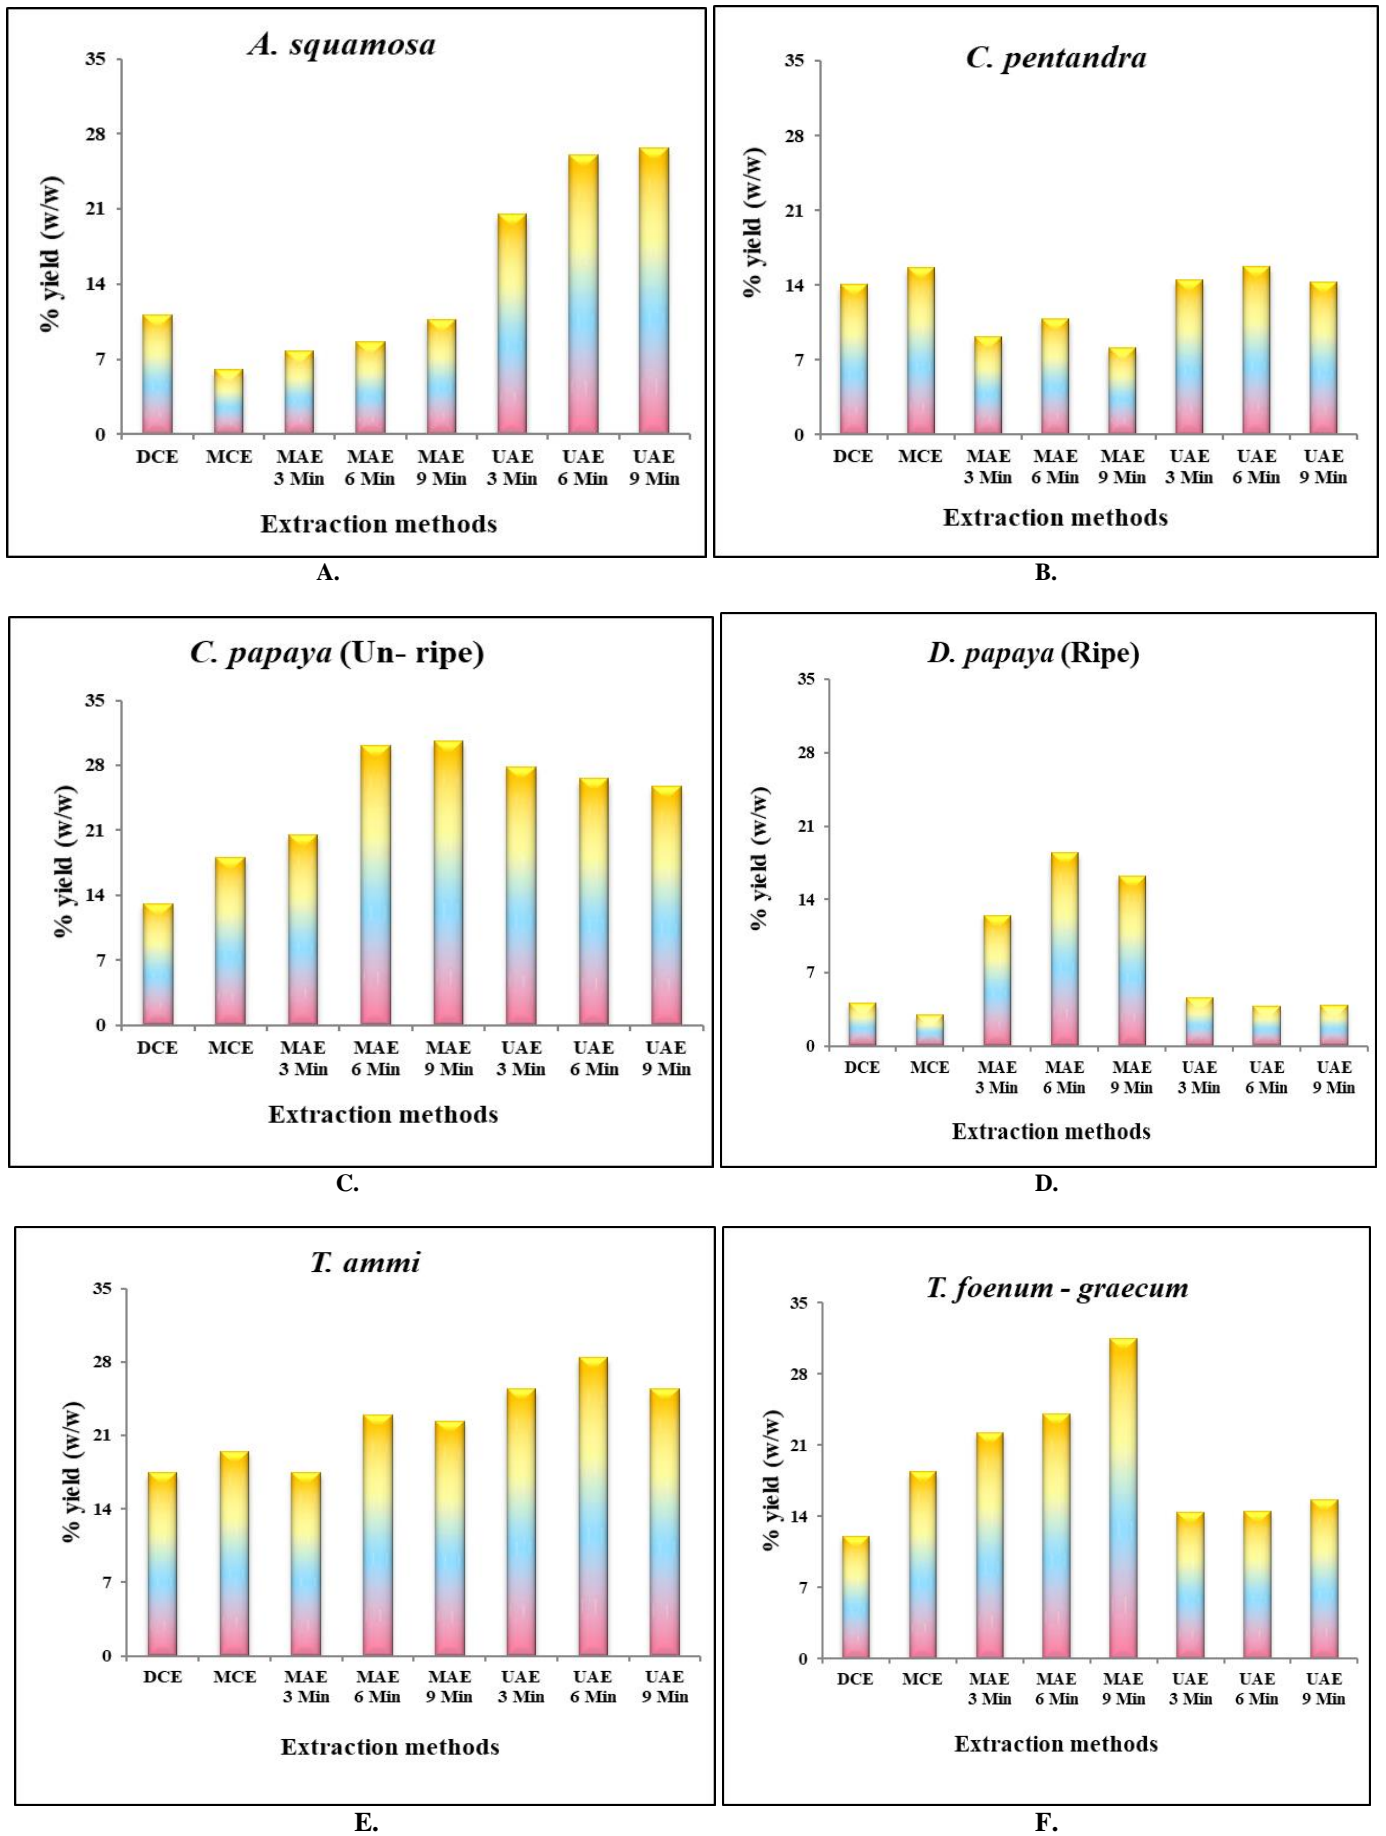 A. squamosa
35
28
21
14
7
0
% yield (w/w)
DCE MCE MAE MAE MAE UAE UAE UAE
3 Min 6 Min 9 Min 3 Min 6 Min 9 Min
Extraction methods
A.
C. pentandra
35
28
21
14
7
0
% yield (w/w)
DCE MCE MAE MAE MAE UAE UAE UAE
3 Min 6 Min 9 Min 3 Min 6 Min 9 Min
Extraction methods
B.
C. papaya (Un- ripe)
35
28
21
14
7
0
% yield (w/w)
DCE MCE MAE MAE MAE UAE UAE UAE
3 Min 6 Min 9 Min 3 Min 6 Min 9 Min
Extraction methods
C.
D. papaya (Ripe)
35
28
21
14
7
0
% yield (w/w)
DCE MCE MAE MAE MAE UAE UAE UAE
3 Min 6 Min 9 Min 3 Min 6 Min 9 Min
Extraction methods
D.
T. ammi
35
28
21
14
7
0
% yield (w/w)
DCE MCE MAE MAE MAE UAE UAE UAE
3 Min 6 Min 9 Min 3 Min 6 Min 9 Min
Extraction methods
E.
T. foenum - graecum
35
28
21
14
7
0
% yield (w/w)
DCE MCE MAE MAE MAE UAE UAE UAE
3 Min 6 Min 9 Min 3 Min 6 Min 9 Min
Extraction methods
F.